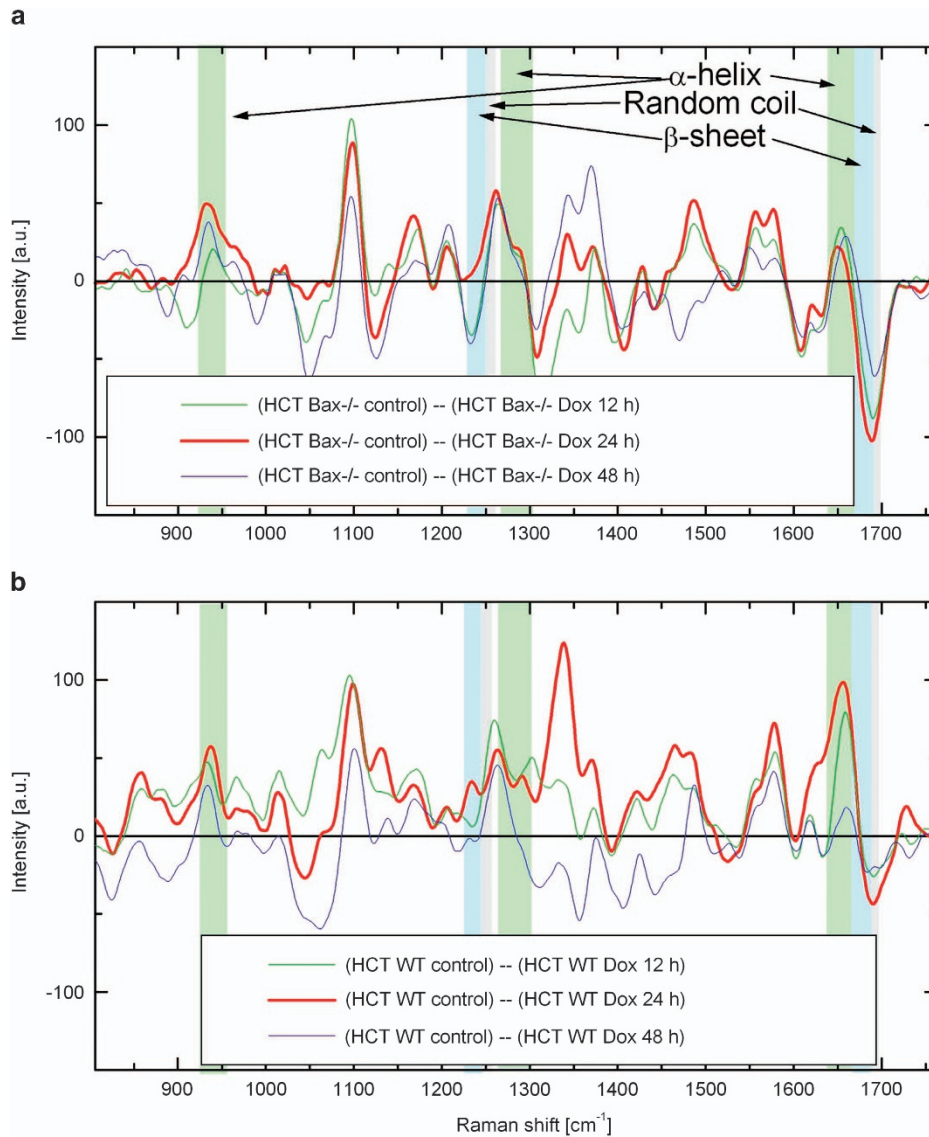 a
α-helix
Random coil
β-sheet
100
0
-100
Intensity [a.u.]
(HCT Bax-/- control) -- (HCT Bax-/- Dox 12 h)
(HCT Bax-/- control) -- (HCT Bax-/- Dox 24 h)
(HCT Bax-/- control) -- (HCT Bax-/- Dox 48 h)
900 1000 1100 1200 1300 1400 1500 1600 1700
b
100
0
-100
Intensity [a.u.]
(HCT WT control) -- (HCT WT Dox 12 h)
(HCT WT control) -- (HCT WT Dox 24 h)
(HCT WT control) -- (HCT WT Dox 48 h)
900 1000 1100 1200 1300 1400 1500 1600 1700
Raman shift [cm⁻¹]